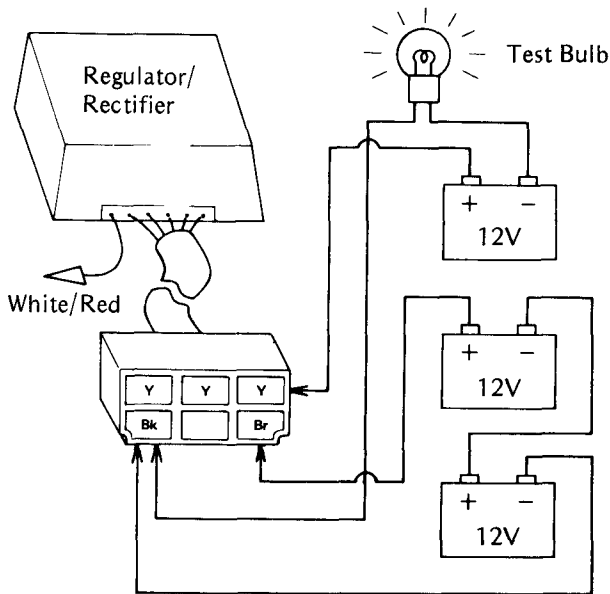 Regulator/
Rectifier
Test Bulb
+ −
12V
White/Red
+ −
12V
Y Y Y
Bk Br
+ −
12V